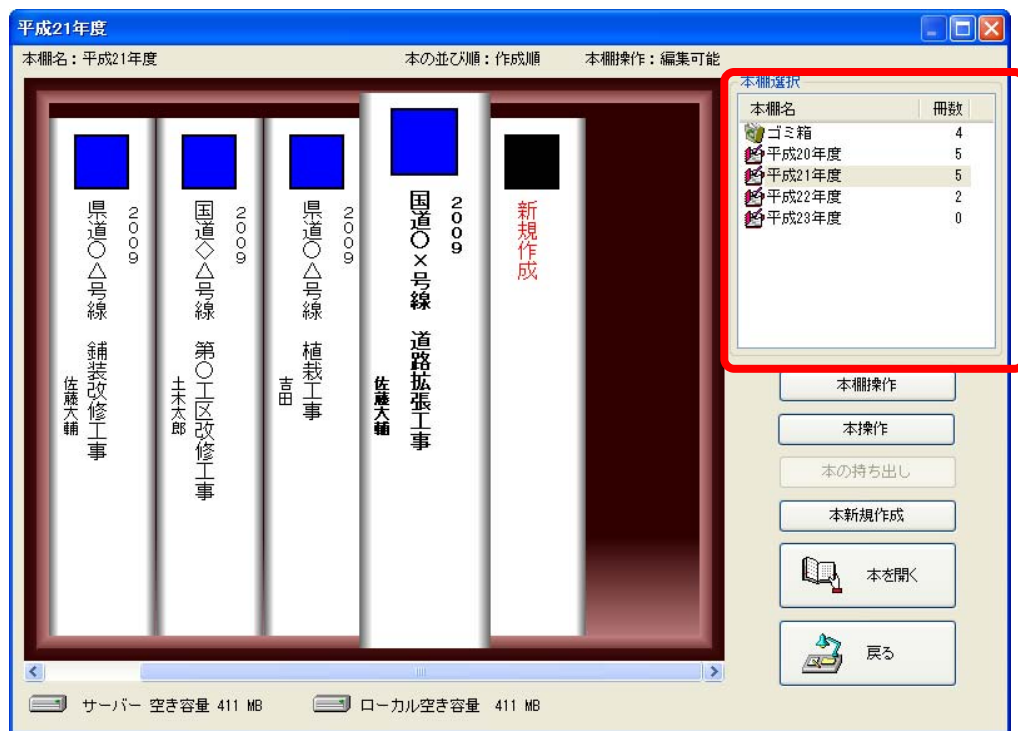 平成21年度
本棚名：平成21年度　本の並び順：作成順　本棚操作：編集可能
2009
県道○△号線　舗装改修工事
佐藤大輔
2009
国道◇△号線　第○工区改修工事
土木太郎
2009
県道○△号線　植栽工事
吉田
2009
国道○×号線　道路拡張工事
佐藤大輔
新規作成
本棚選択
本棚名　冊数
ゴミ箱　4
平成20年度　5
平成21年度　5
平成22年度　2
平成23年度　0
本棚操作
本操作
本の持ち出し
本新規作成
本を開く
戻る
サーバー 空き容量 411 MB　ローカル空き容量 411 MB